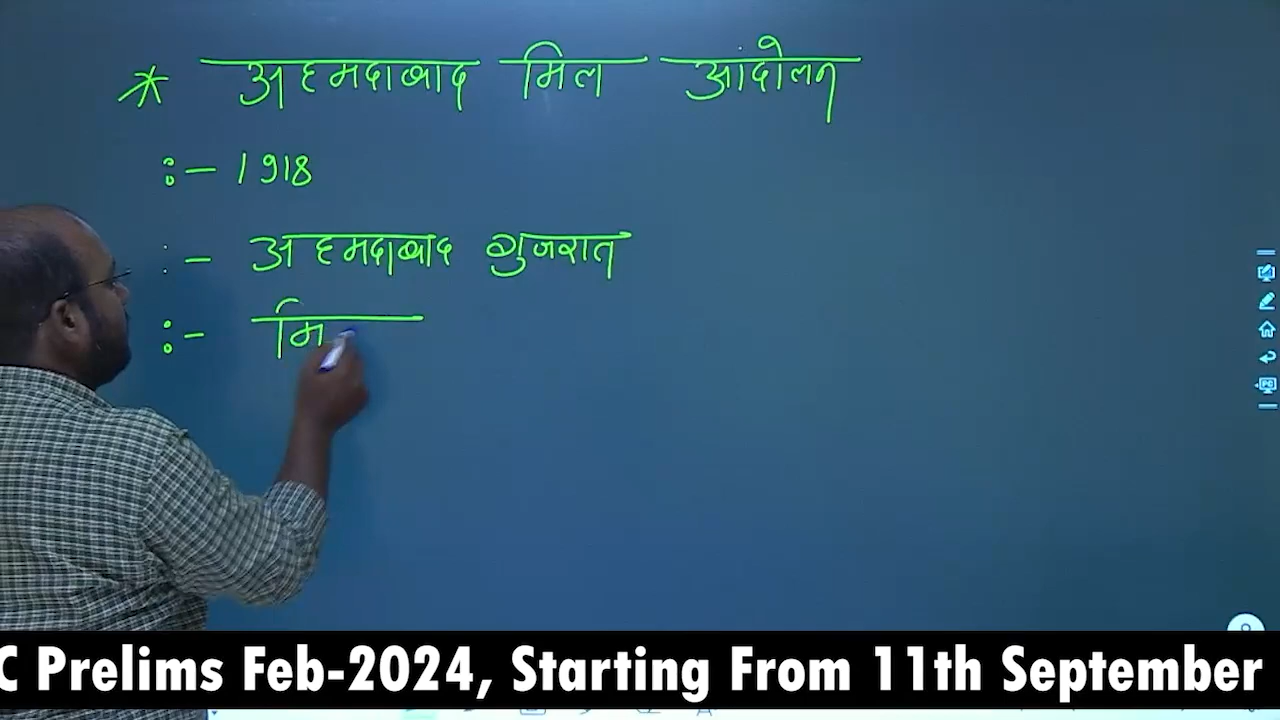 * अहमदाबाद मिल आंदोलन
:- 1918
:- अहमदाबाद गुजरात
:- मि
C Prelims Feb-2024, Starting From 11th September